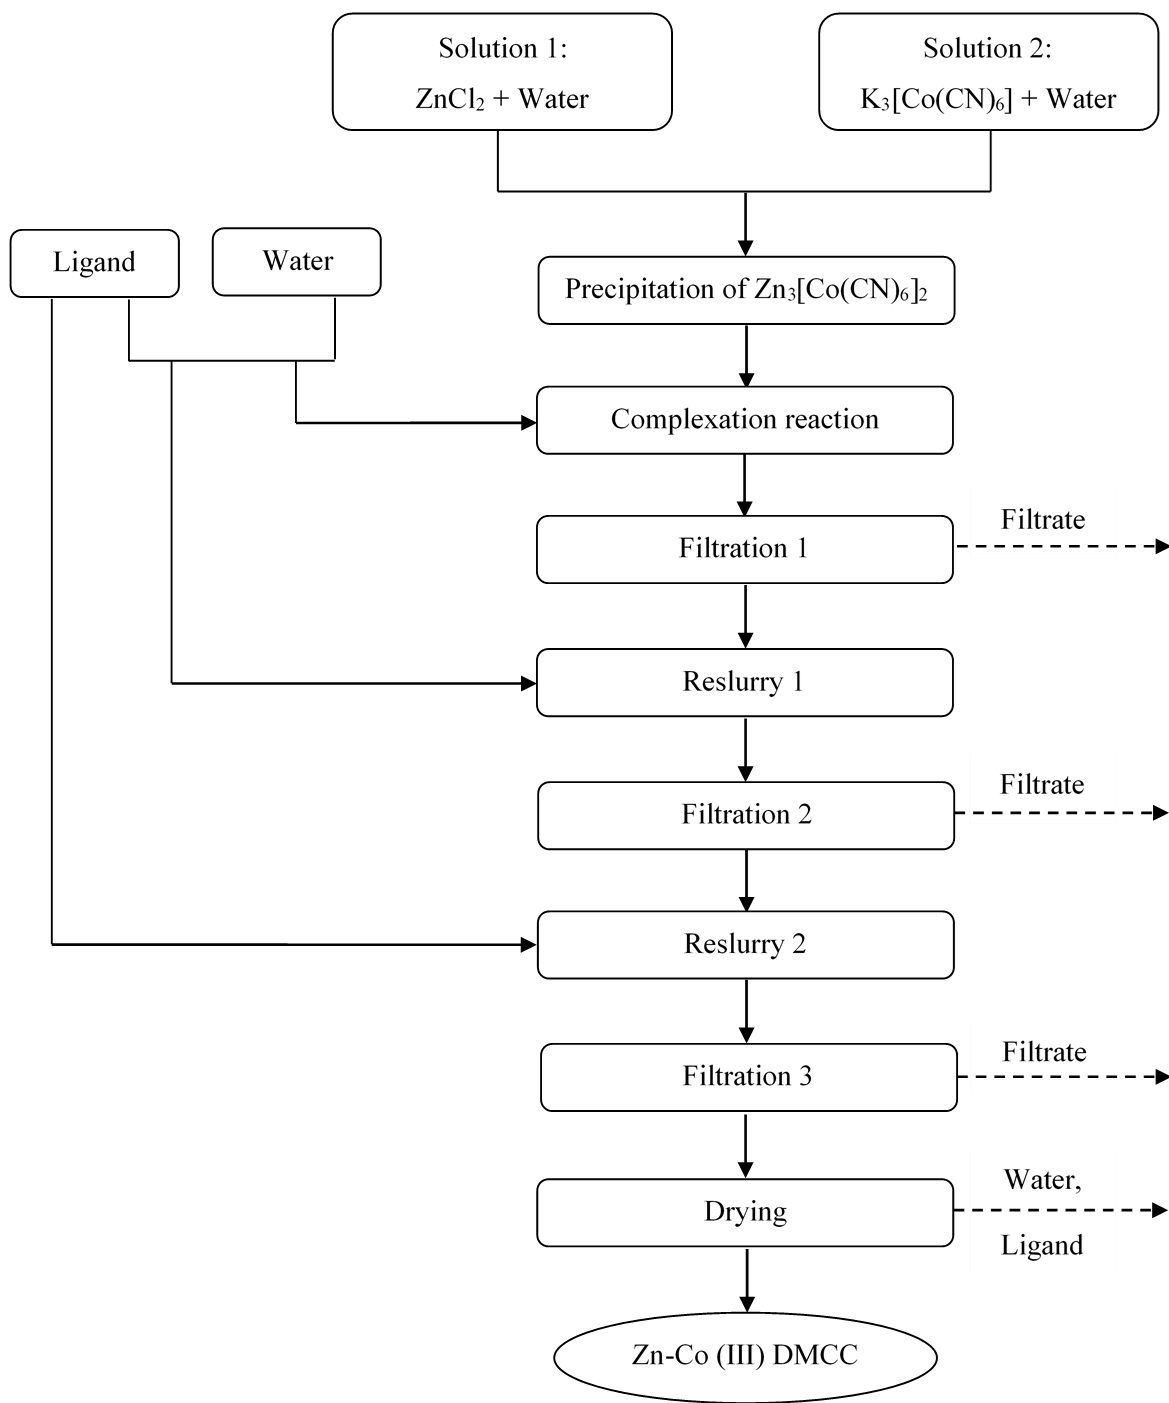 Solution 1:
ZnCl₂ + Water
Solution 2:
K₃[Co(CN)₆] + Water
Ligand
Water
Precipitation of Zn₃[Co(CN)₆]₂
Complexation reaction
Filtration 1
Filtrate
Reslurry 1
Filtration 2
Filtrate
Reslurry 2
Filtration 3
Filtrate
Drying
Water,
Ligand
Zn-Co (III) DMCC